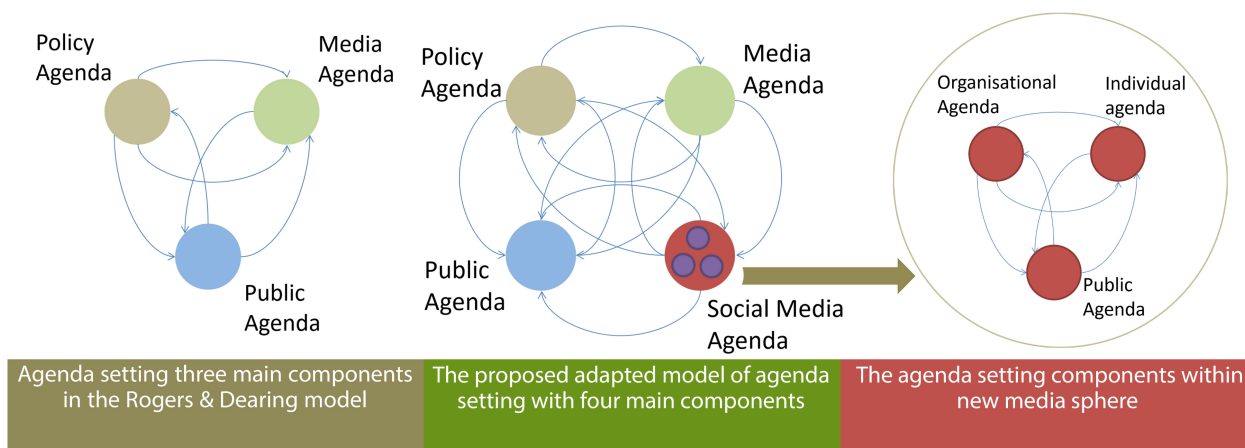 Policy
Agenda
Media
Agenda
Public
Agenda
Policy
Agenda
Media
Agenda
Public
Agenda
Social Media
Agenda
Organisational
Agenda
Individual
agenda
Public
Agenda
Agenda setting three main components
in the Rogers & Dearing model
The proposed adapted model of agenda
setting with four main components
The agenda setting components within
new media sphere